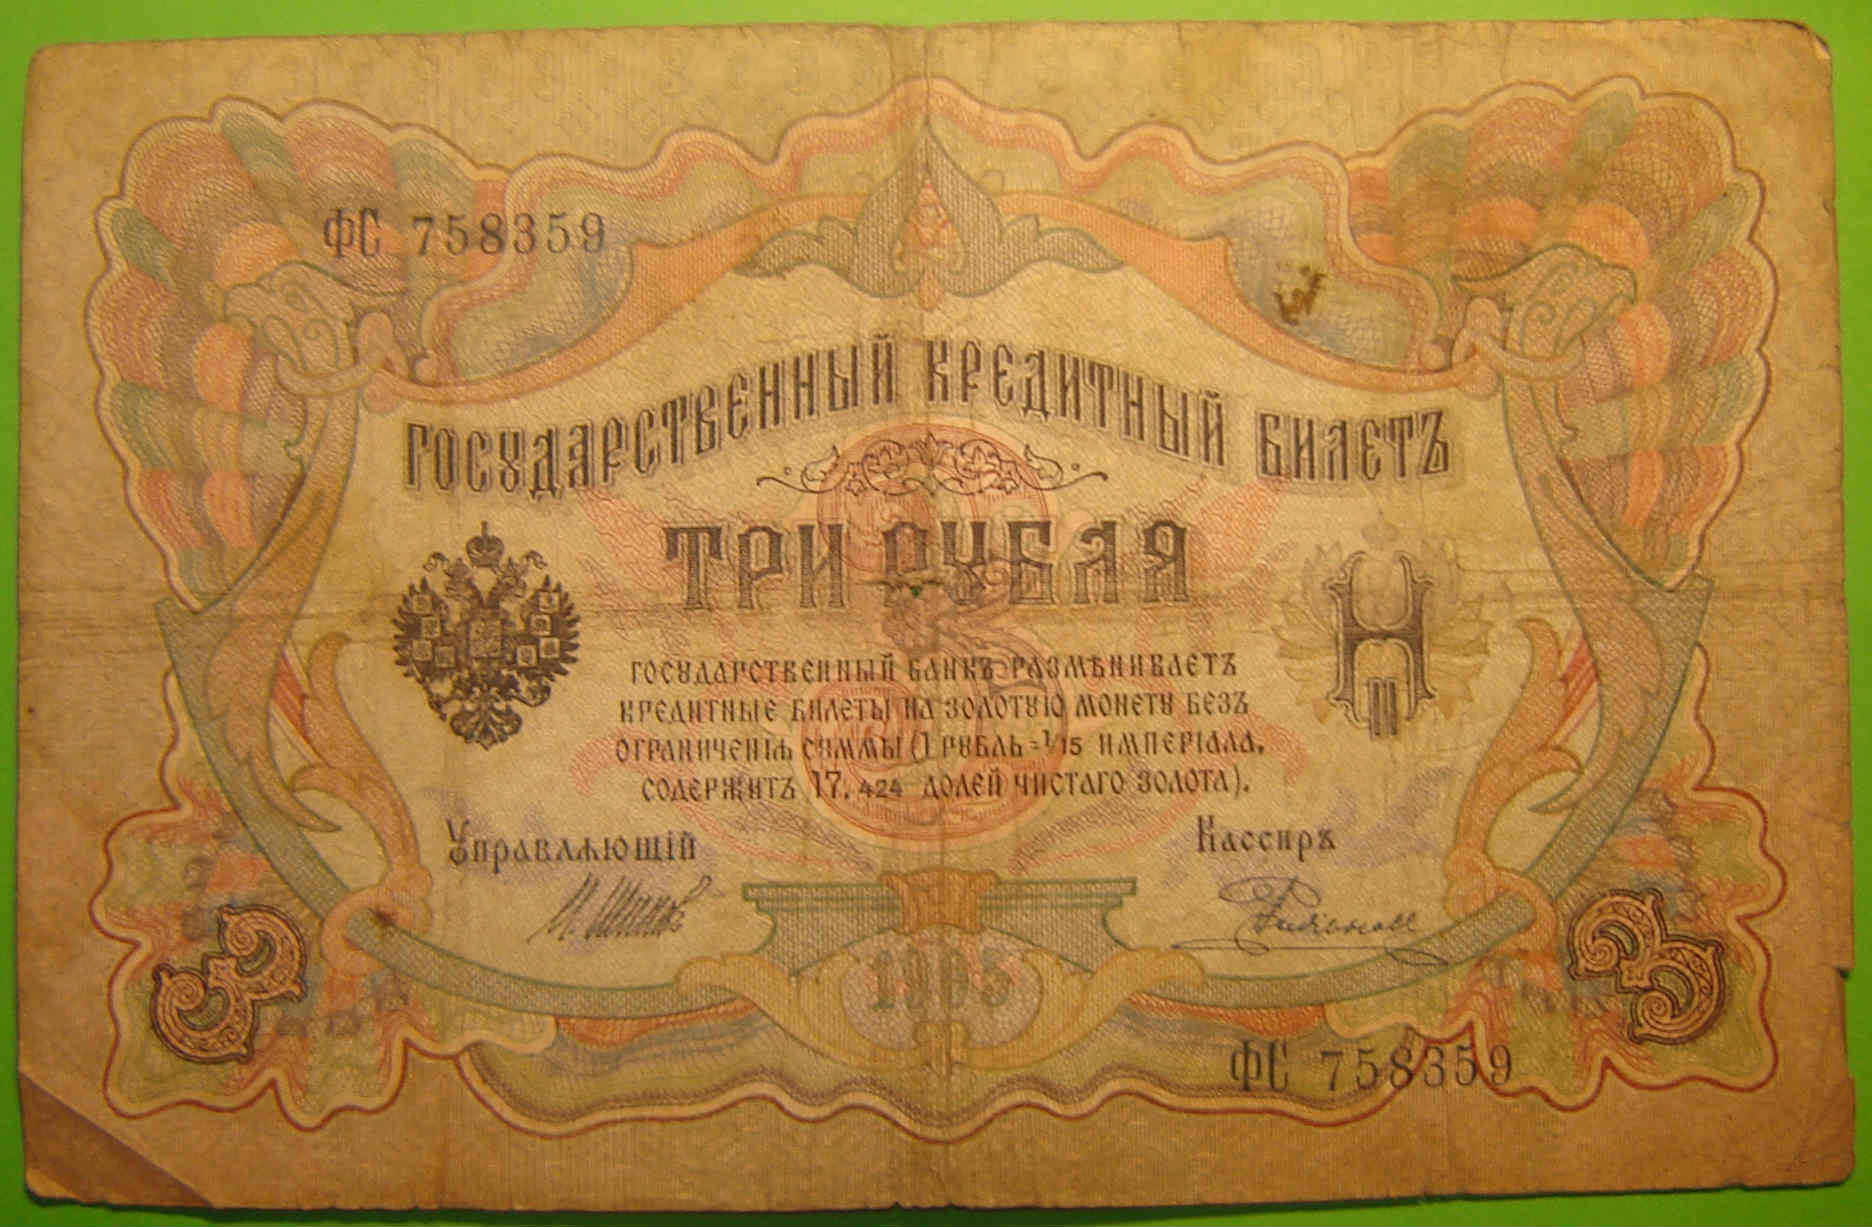 ФС 758359
ГОСУДАРСТВЕННЫЙ КРЕДИТНЫЙ БИЛЕТЪ
ТРИ РУБЛЯ
ГОСУДАРСТВЕННЫЙ БАНКЪ РАЗМѢНИВАЕТЪ
КРЕДИТНЫЕ БИЛЕТЫ НА ЗОЛОТУЮ МОНЕТУ БЕЗЪ
ОГРАНИЧЕНІЯ СУММЫ (1 РУБЛЬ = 1/15 ИМПЕРІАЛА,
СОДЕРЖИТЪ 17.424 ДОЛЕЙ ЧИСТАГО ЗОЛОТА).
Управляющій
Кассиръ
И. Шиповъ
3
1905
3
ФС 758359